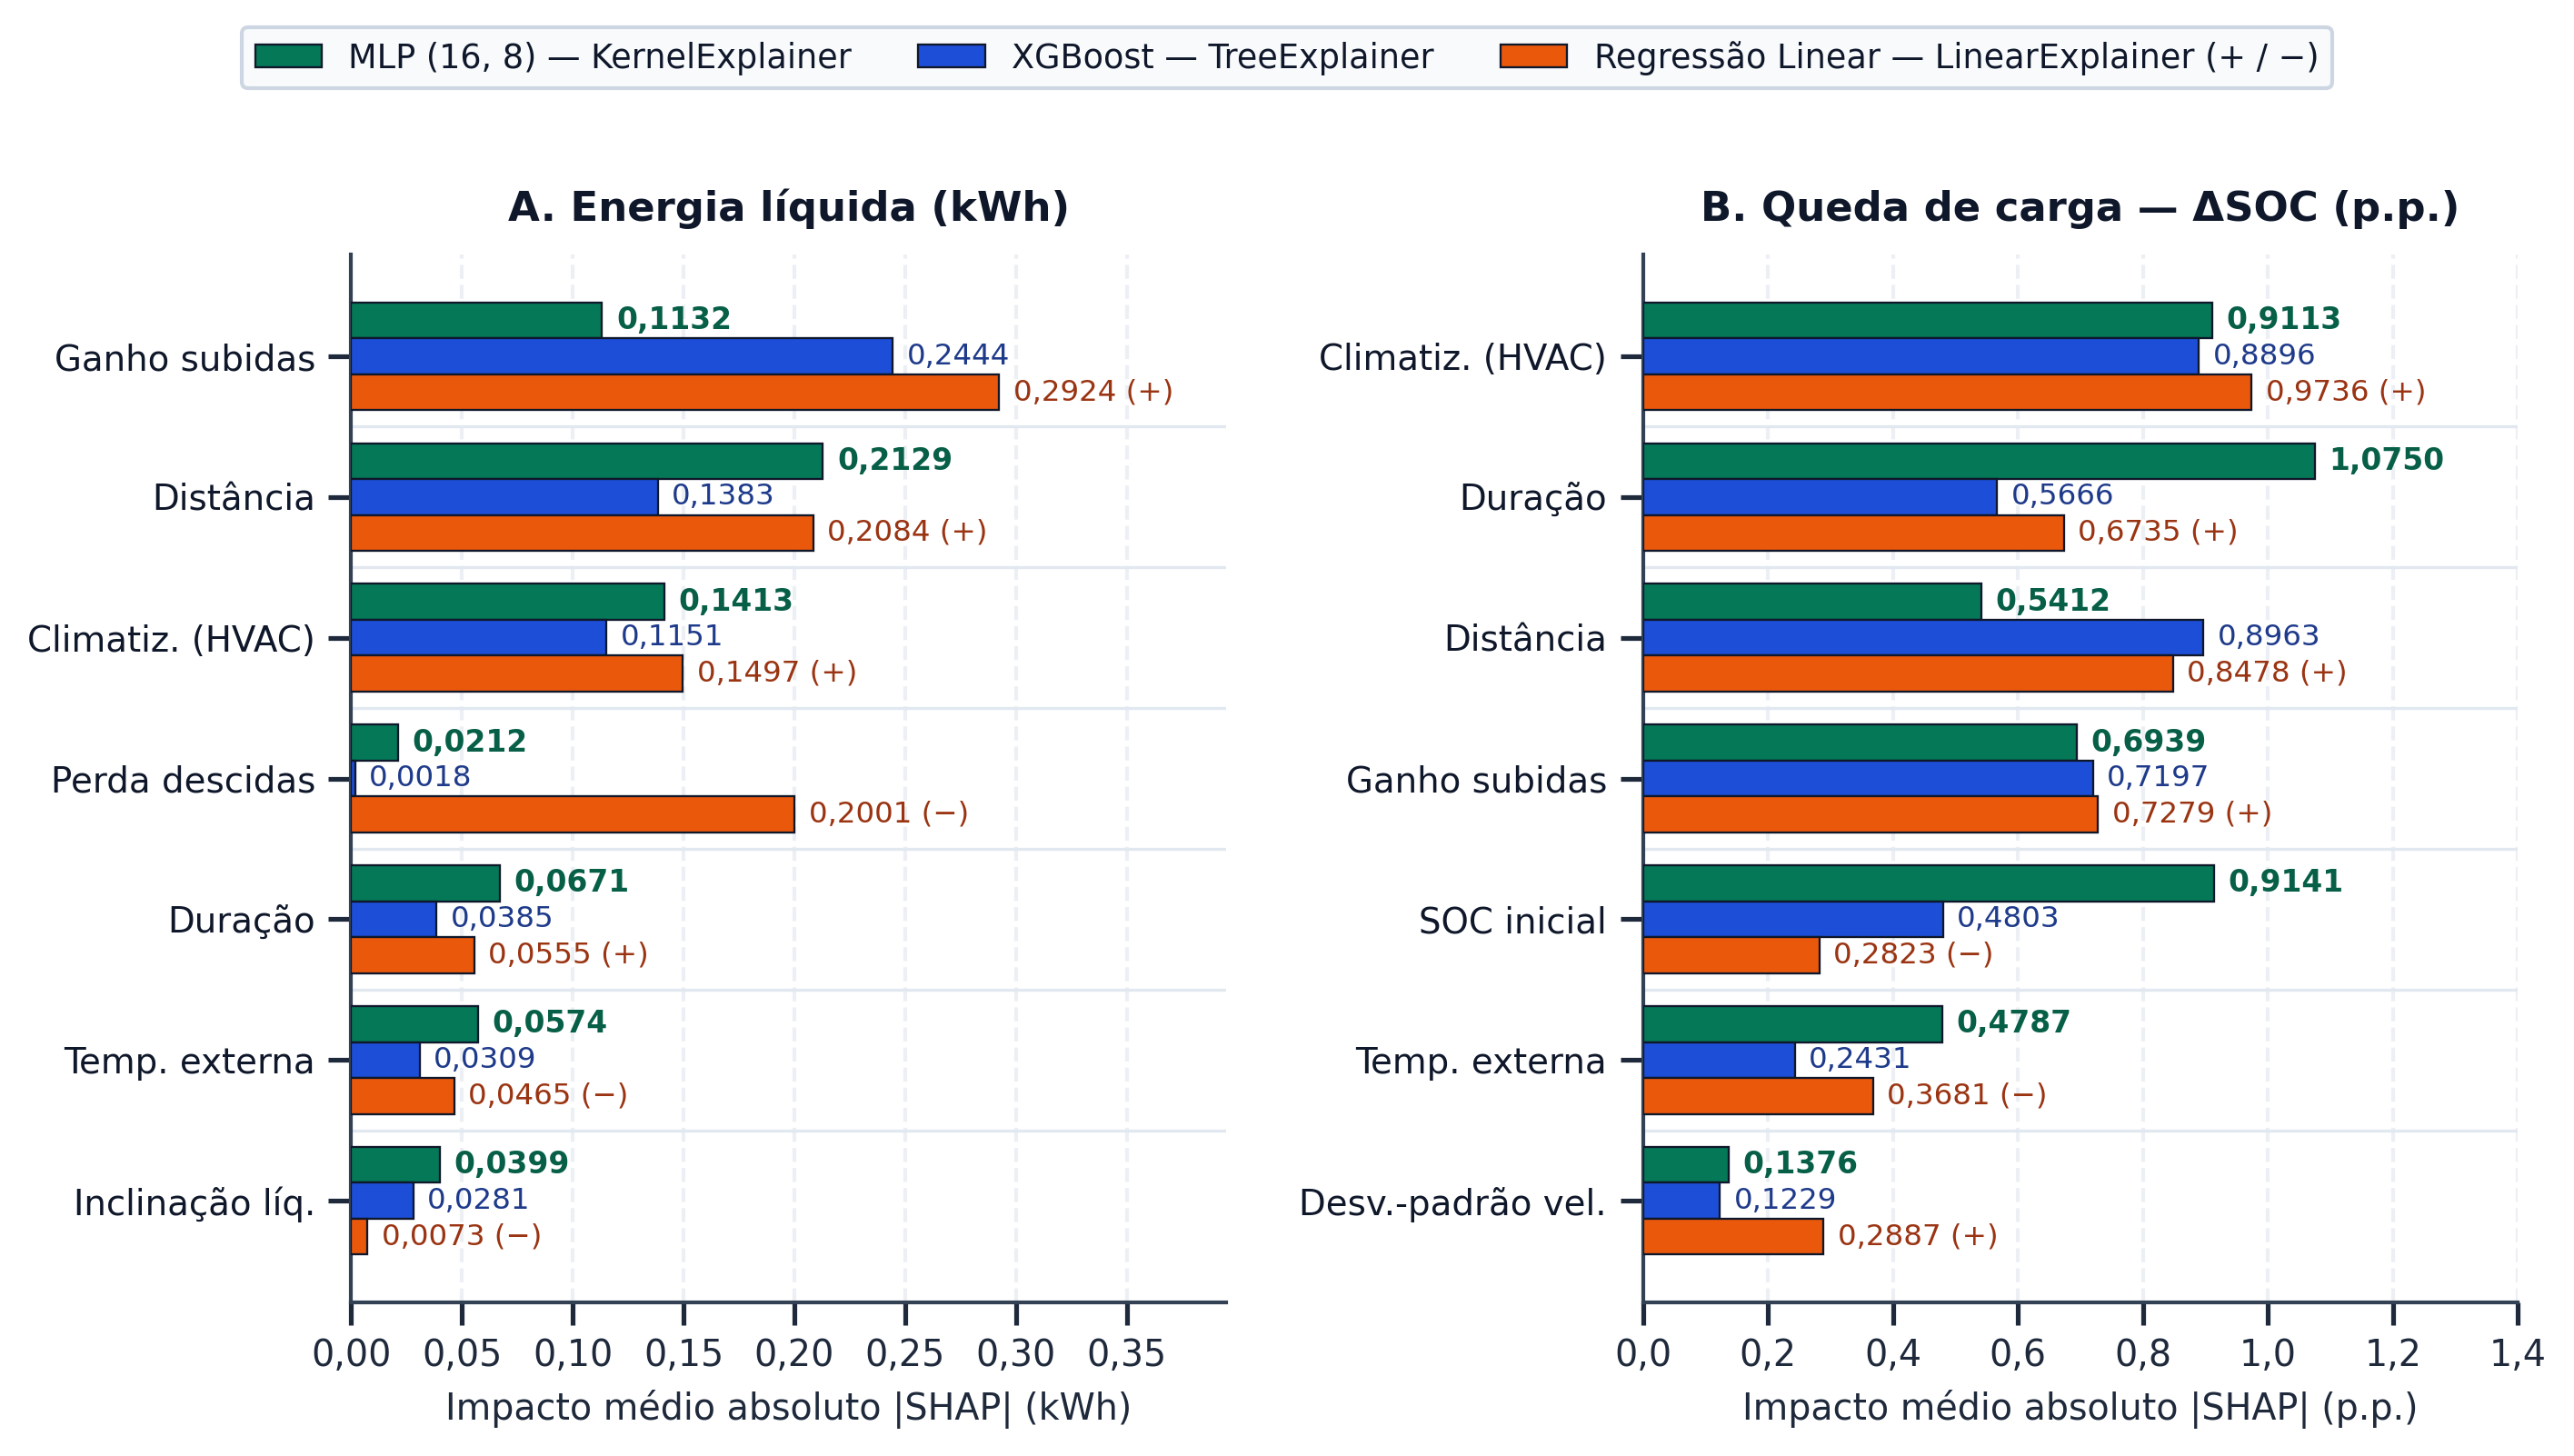 MLP (16, 8) — KernelExplainer
XGBoost — TreeExplainer
Regressão Linear — LinearExplainer (+ / −)
A. Energia líquida (kWh)
Ganho subidas
0,1132
0,2444
0,2924 (+)
Distância
0,2129
0,1383
0,2084 (+)
Climatiz. (HVAC)
0,1413
0,1151
0,1497 (+)
Perda descidas
0,0212
0,0018
0,2001 (−)
Duração
0,0671
0,0385
0,0555 (+)
Temp. externa
0,0574
0,0309
0,0465 (−)
Inclinação líq.
0,0399
0,0281
0,0073 (−)
0,00 0,05 0,10 0,15 0,20 0,25 0,30 0,35
Impacto médio absoluto |SHAP| (kWh)
B. Queda de carga — ΔSOC (p.p.)
Climatiz. (HVAC)
0,9113
0,8896
0,9736 (+)
Duração
1,0750
0,5666
0,6735 (+)
Distância
0,5412
0,8963
0,8478 (+)
Ganho subidas
0,6939
0,7197
0,7279 (+)
SOC inicial
0,9141
0,4803
0,2823 (−)
Temp. externa
0,4787
0,2431
0,3681 (−)
Desv.-padrão vel.
0,1376
0,1229
0,2887 (+)
0,0 0,2 0,4 0,6 0,8 1,0 1,2 1,4
Impacto médio absoluto |SHAP| (p.p.)